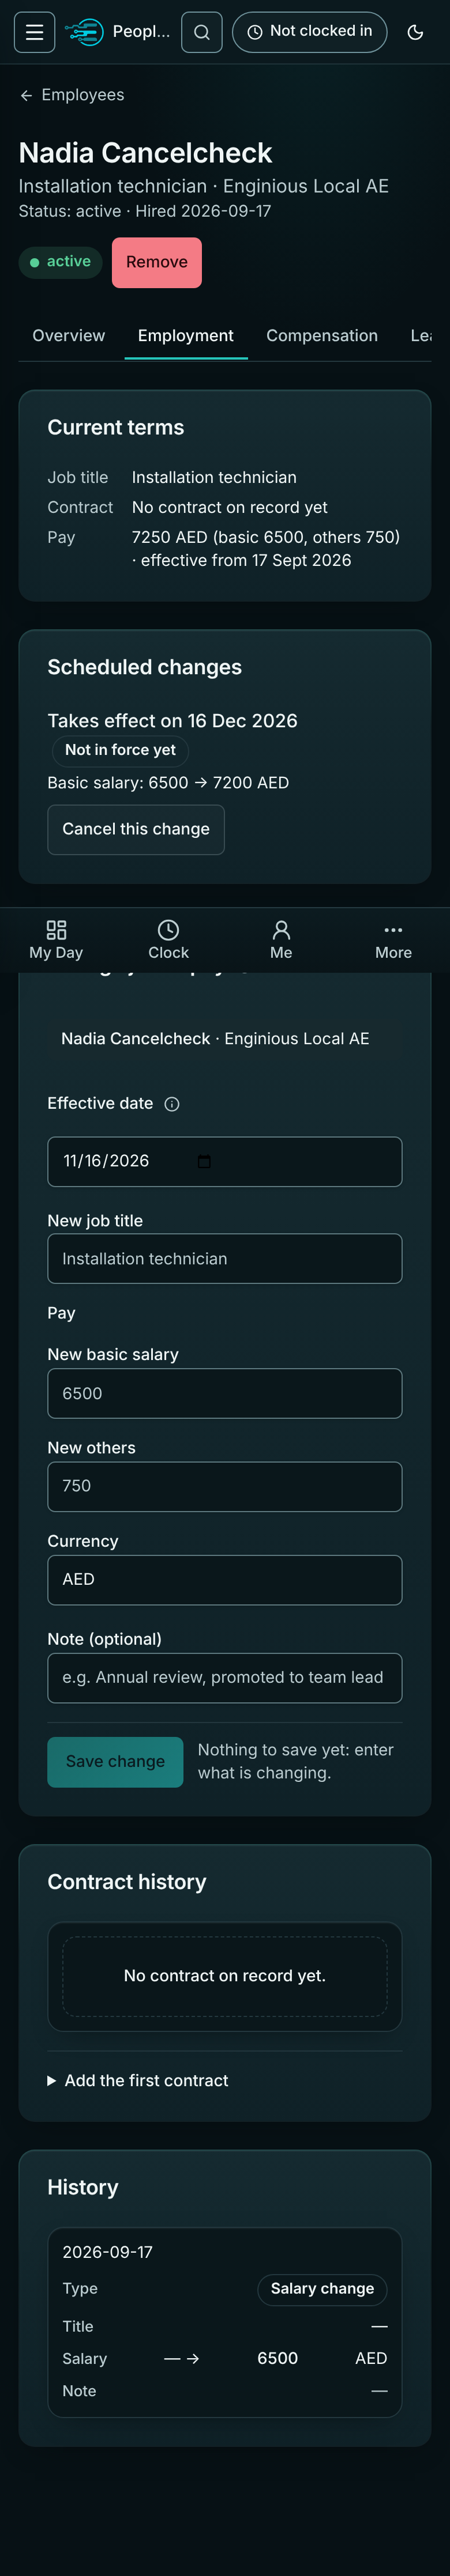 Peopl...
Not clocked in
← Employees
Nadia Cancelcheck
Installation technician · Enginious Local AE
Status: active · Hired 2026-09-17
active
Remove
Overview
Employment
Compensation
Current terms
Job title Installation technician
Contract No contract on record yet
Pay 7250 AED (basic 6500, others 750)
· effective from 17 Sept 2026
Scheduled changes
Takes effect on 16 Dec 2026
Not in force yet
Basic salary: 6500 → 7200 AED
Cancel this change
My Day
Clock
Me
More
Nadia Cancelcheck · Enginious Local AE
Effective date
11/16/2026
New job title
Installation technician
Pay
New basic salary
6500
New others
750
Currency
AED
Note (optional)
e.g. Annual review, promoted to team lead
Save change
Nothing to save yet: enter
what is changing.
Contract history
No contract on record yet.
Add the first contract
History
2026-09-17
Type Salary change
Title —
Salary — → 6500 AED
Note —